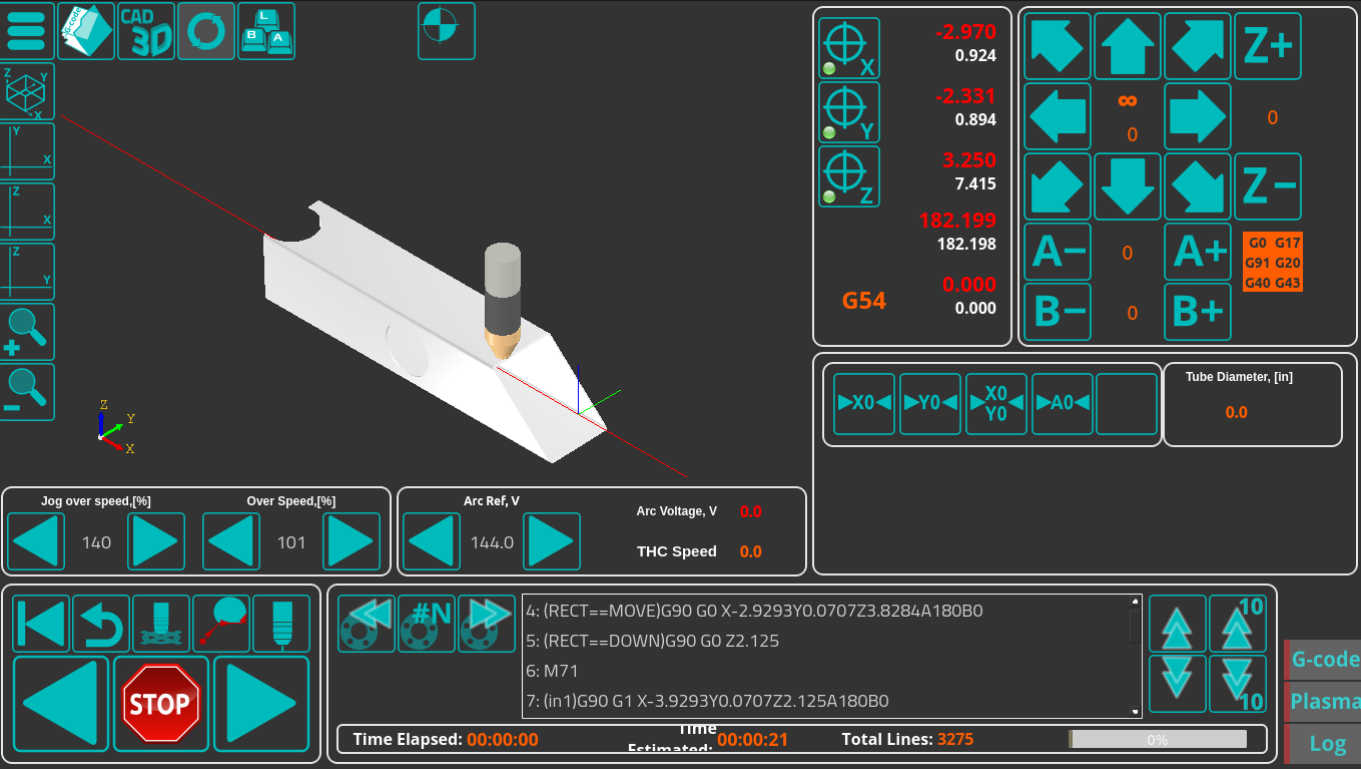 G-code
CAD
3D
L
B A
Z Y
X
Y
X
Z
X
Z
Y
Z
Y
X
X
-2.970
0.924
Y
-2.331
0.894
Z
3.250
7.415
182.199
182.198
0.000
G54
0.000
Z+
∞
0
0
Z−
A−
0
A+
B−
0
B+
G0 G17
G91 G20
G40 G43
X0
Y0
X0
Y0
A0
Tube Diameter, [in]
0.0
Jog over speed,[%]
140
Over Speed,[%]
101
Arc Ref, V
144.0
Arc Voltage, V 0.0
THC Speed 0.0
STOP
#N
4: (RECT==MOVE)G90 G0 X-2.9293Y0.0707Z3.8284A180B0
5: (RECT==DOWN)G90 G0 Z2.125
6: M71
7: (in1)G90 G1 X-3.9293Y0.0707Z2.125A180B0
10
10
Time Elapsed: 00:00:00
Time
Estimated: 00:00:21
Total Lines: 3275
0%
G-code
Plasma
Log